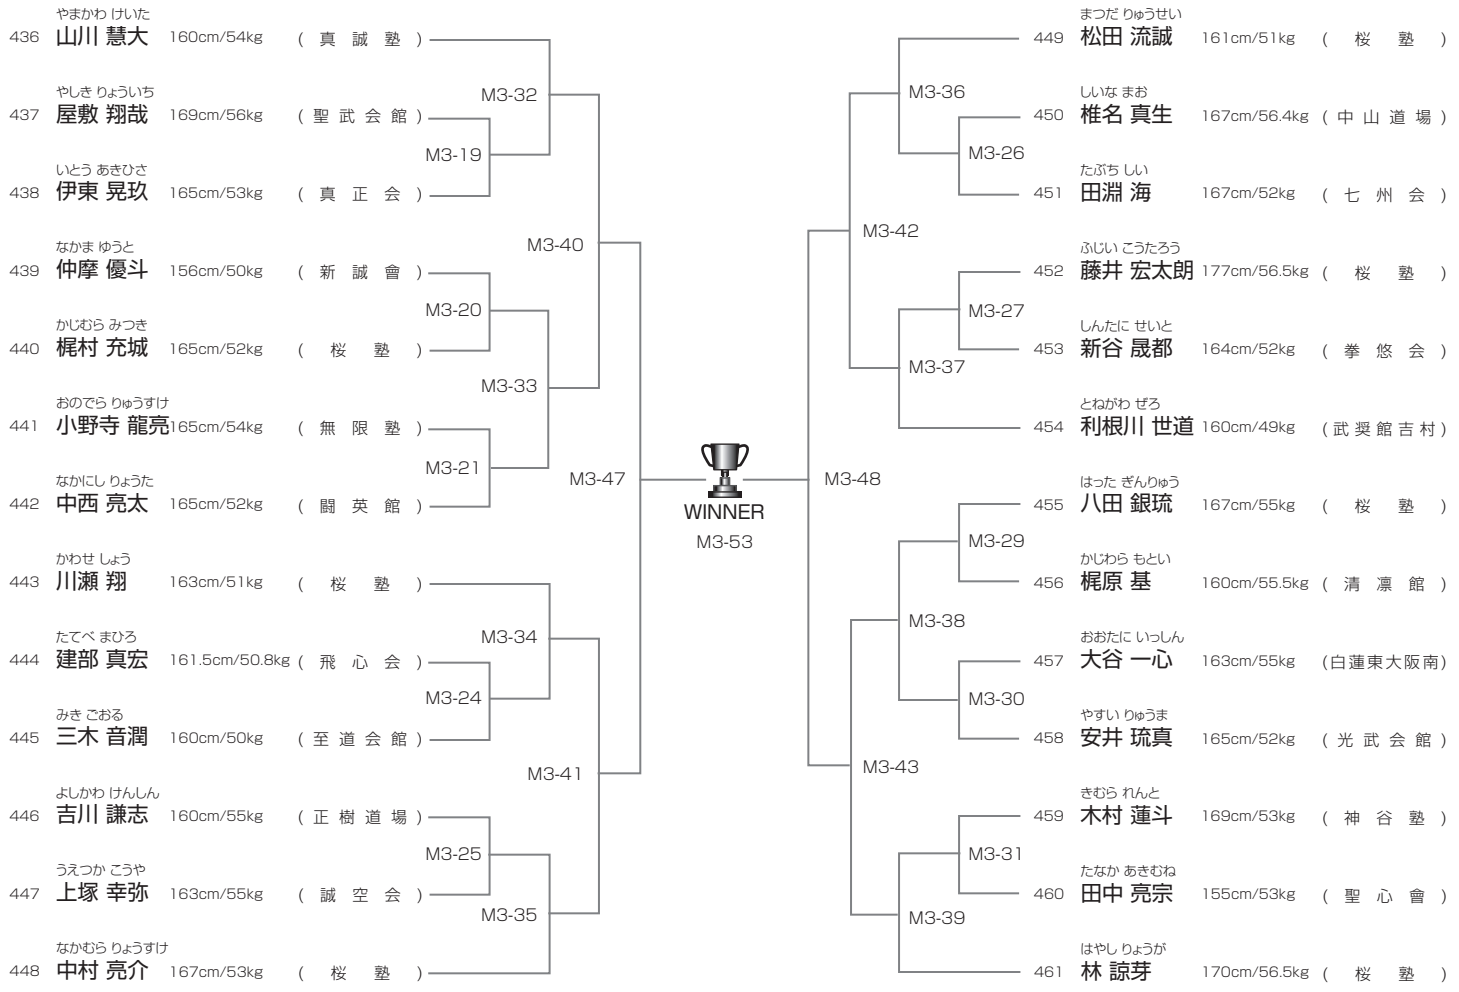 やまかわ けいた
436 山川 慧大 160cm/54kg ( 真 誠 塾 )
M3-32
やしき りょういち
437 屋敷 翔哉 169cm/56kg ( 聖 武 会 館 )
M3-19
いとう あきひさ
438 伊東 晃玖 165cm/53kg ( 真 正 会 )
M3-40
なかま ゆうと
439 仲摩 優斗 156cm/50kg ( 新 誠 會 )
M3-20
かじむら みつき
440 梶村 充城 165cm/52kg ( 桜 塾 )
M3-33
おのでら りゅうすけ
441 小野寺 龍亮 165cm/54kg ( 無 限 塾 )
M3-21
なかにし りょうた
442 中西 亮太 165cm/52kg ( 闘 英 館 )
M3-47
かわせ しょう
443 川瀬 翔 163cm/51kg ( 桜 塾 )
M3-34
たてべ まひろ
444 建部 真宏 161.5cm/50.8kg ( 飛 心 会 )
M3-24
みき ごおる
445 三木 音潤 160cm/50kg ( 至 道 会 館 )
M3-41
よしかわ けんしん
446 吉川 謙志 160cm/55kg ( 正 樹 道 場 )
M3-25
うえつか こうや
447 上塚 幸弥 163cm/55kg ( 誠 空 会 )
M3-35
なかむら りょうすけ
448 中村 亮介 167cm/53kg ( 桜 塾 )
WINNER
M3-53
まつだ りゅうせい
449 松田 流誠 161cm/51kg ( 桜 塾 )
M3-36
しいな まお
450 椎名 真生 167cm/56.4kg ( 中 山 道 場 )
M3-26
たぶち しい
451 田淵 海 167cm/52kg ( 七 州 会 )
M3-42
ふじい こうたろう
452 藤井 宏太朗 177cm/56.5kg ( 桜 塾 )
M3-27
しんたに せいと
453 新谷 晟都 164cm/52kg ( 拳 悠 会 )
M3-37
とねがわ ぜろ
454 利根川 世道 160cm/49kg ( 武 奨 館 吉 村 )
M3-48
はった ぎんりゅう
455 八田 銀琉 167cm/55kg ( 桜 塾 )
M3-29
かじわら もとい
456 梶原 基 160cm/55.5kg ( 清 凛 館 )
M3-38
おおたに いっしん
457 大谷 一心 163cm/55kg (白蓮東大阪南)
M3-30
やすい りゅうま
458 安井 琉真 165cm/52kg ( 光 武 会 館 )
M3-43
きむら れんと
459 木村 蓮斗 169cm/53kg ( 神 谷 塾 )
M3-31
たなか あきむね
460 田中 亮宗 155cm/53kg ( 聖 心 會 )
M3-39
はやし りょうが
461 林 諒芽 170cm/56.5kg ( 桜 塾 )